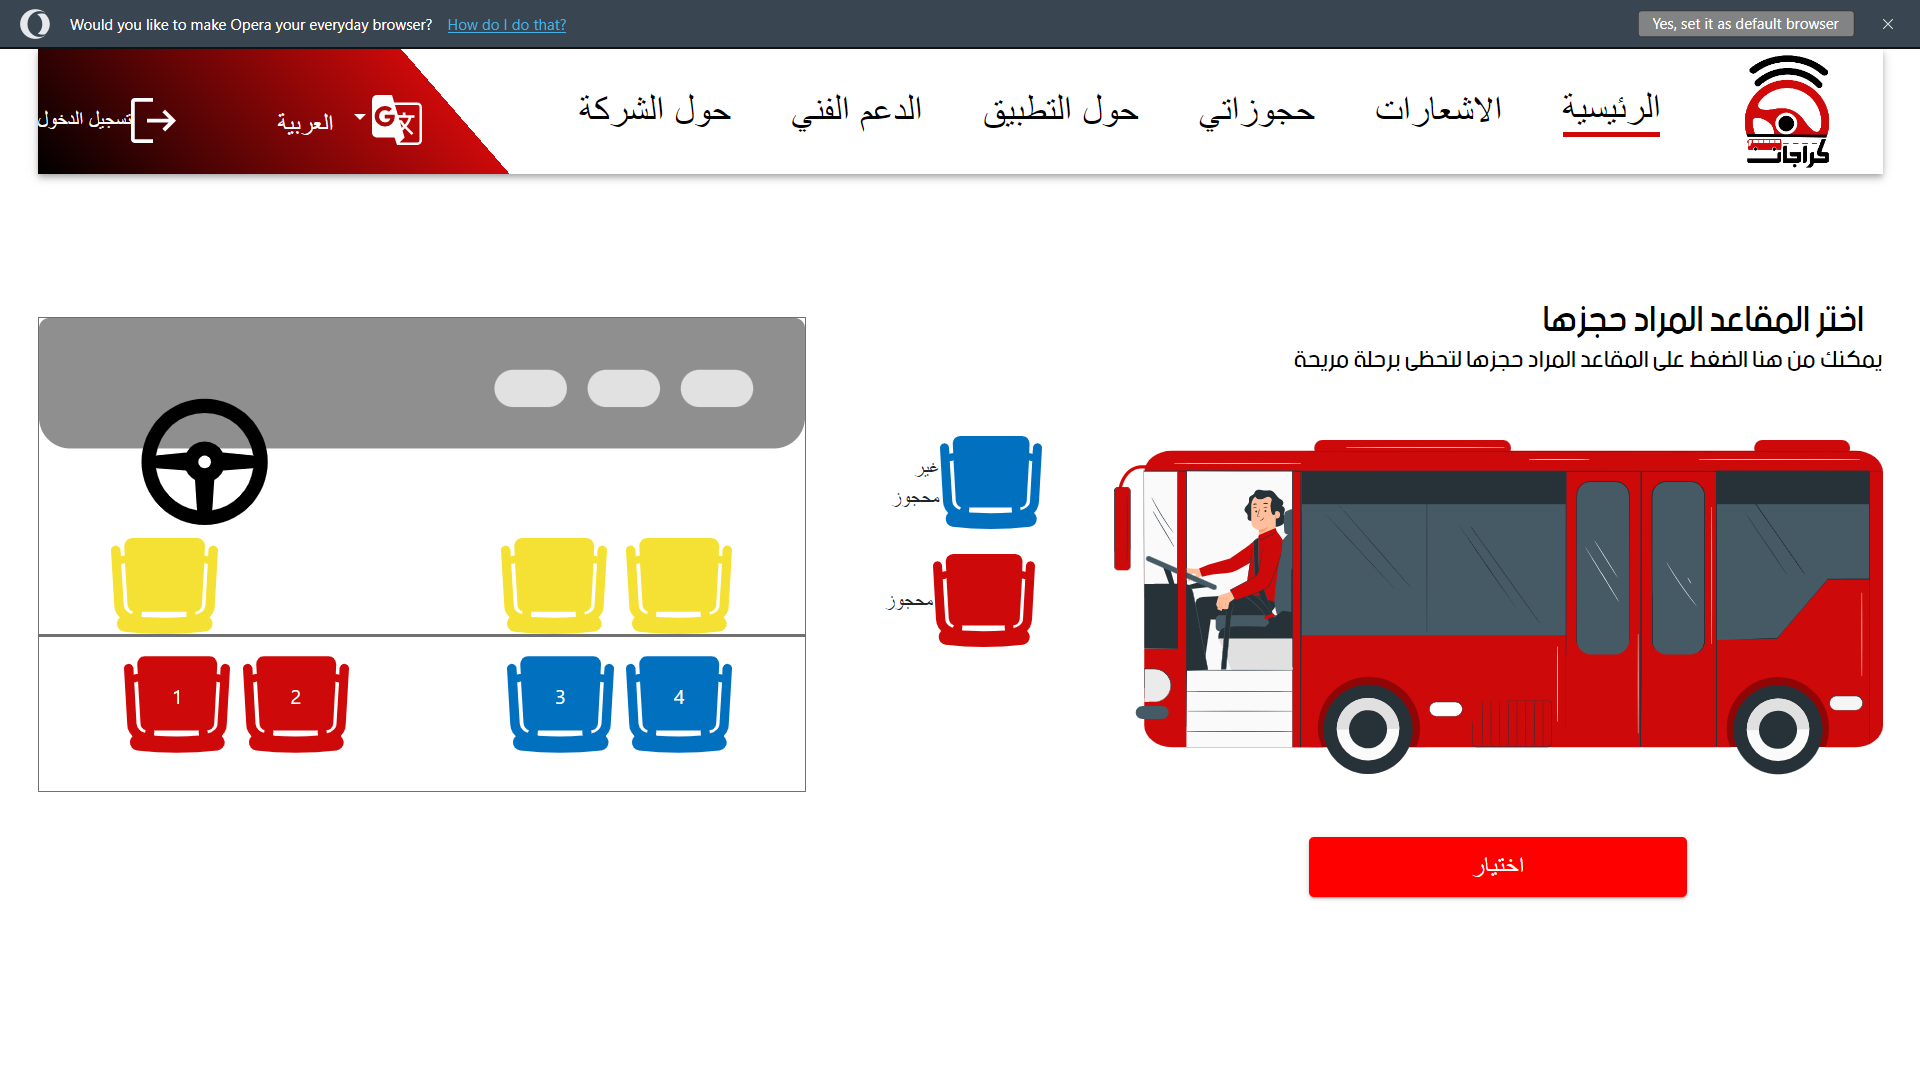 Would you like to make Opera your everyday browser? How do I do that? Yes, set it as default browser
الرئيسية الاشعارات حجوزاتي حول التطبيق الدعم الفني حول الشركة العربية تسجيل الدخول
كراجات
اختر المقاعد المراد حجزها
يمكنك من هنا الضغط على المقاعد المراد حجزها لتحظى برحلة مريحة
غير
محجوز
محجوز
1 2 3 4
اختيار